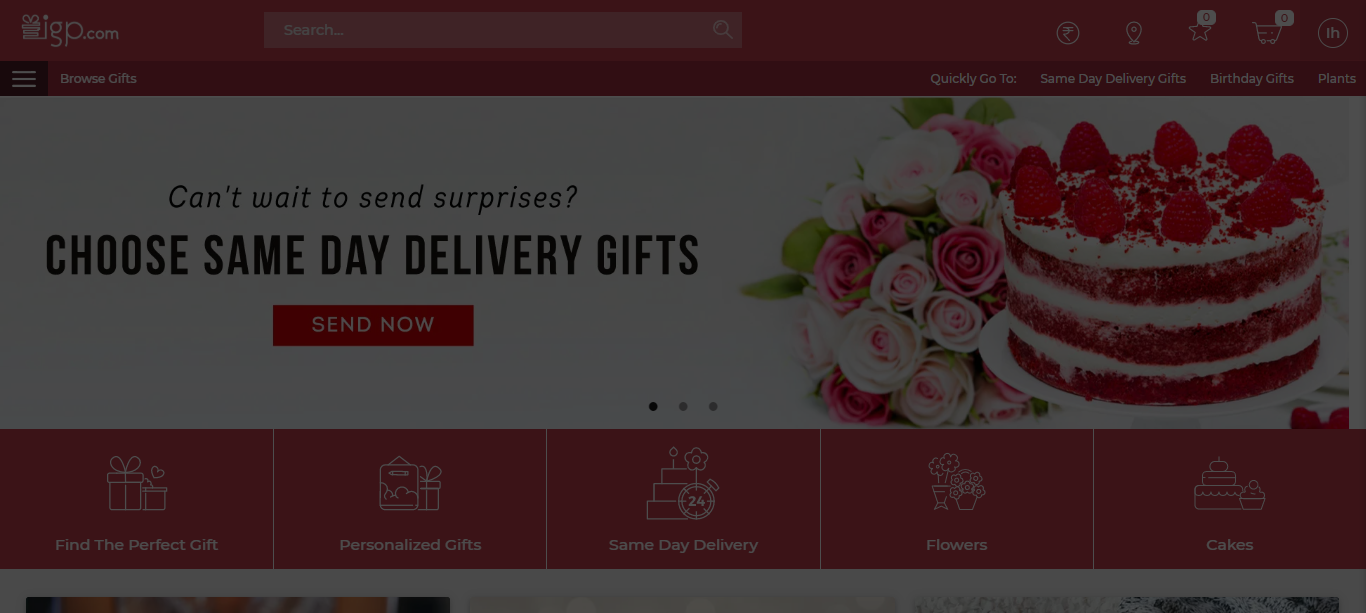 igp.com
Search...
0
0
Ih
Browse Gifts
Quickly Go To:
Same Day Delivery Gifts
Birthday Gifts
Plants
Can't wait to send surprises?
CHOOSE SAME DAY DELIVERY GIFTS
SEND NOW
24
Find The Perfect Gift
Personalized Gifts
Same Day Delivery
Flowers
Cakes